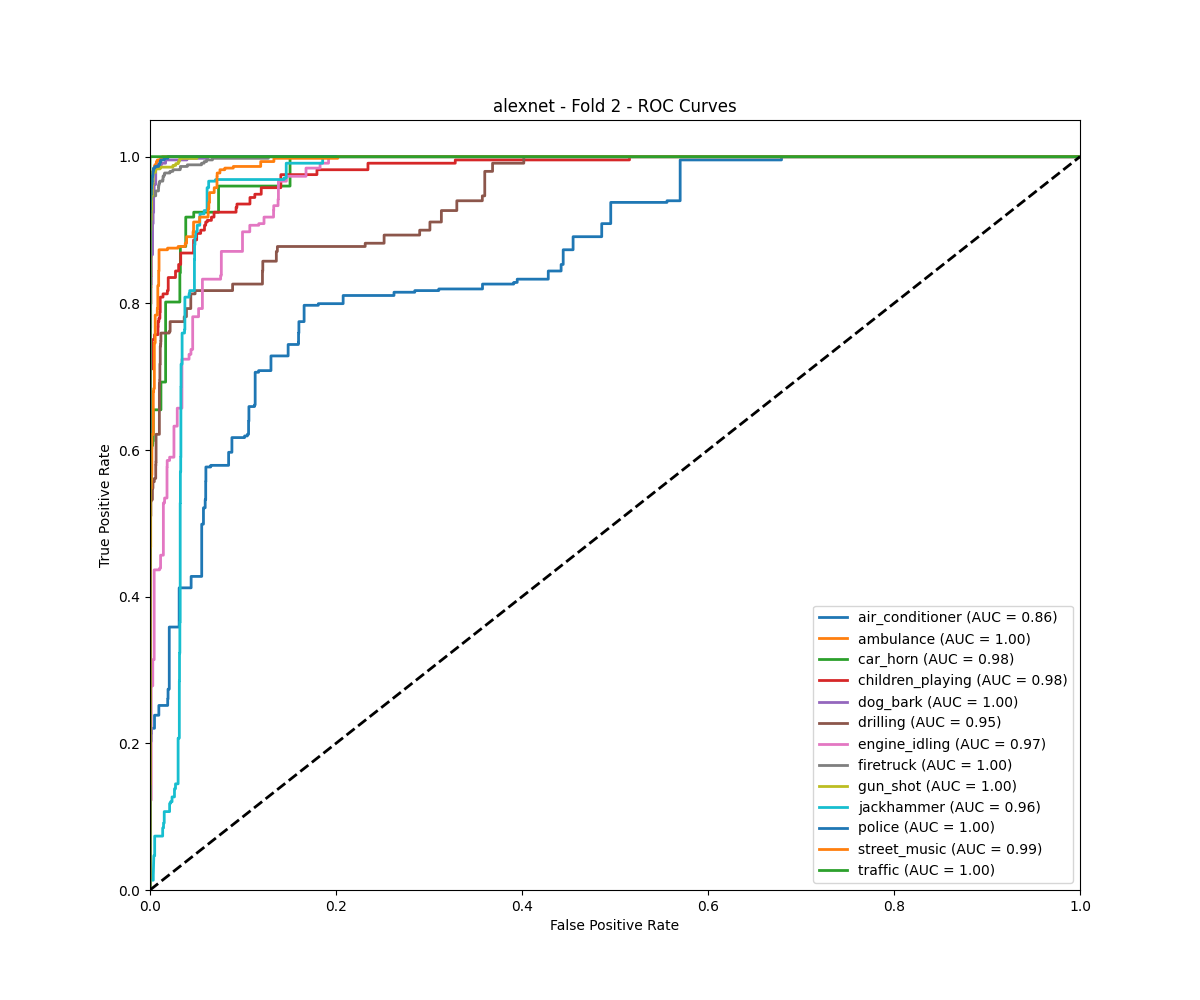 alexnet - Fold 2 - ROC Curves
True Positive Rate
1.0
0.8
0.6
0.4
0.2
0.0
0.0 0.2 0.4 0.6 0.8 1.0
False Positive Rate
air_conditioner (AUC = 0.86)
ambulance (AUC = 1.00)
car_horn (AUC = 0.98)
children_playing (AUC = 0.98)
dog_bark (AUC = 1.00)
drilling (AUC = 0.95)
engine_idling (AUC = 0.97)
firetruck (AUC = 1.00)
gun_shot (AUC = 1.00)
jackhammer (AUC = 0.96)
police (AUC = 1.00)
street_music (AUC = 0.99)
traffic (AUC = 1.00)